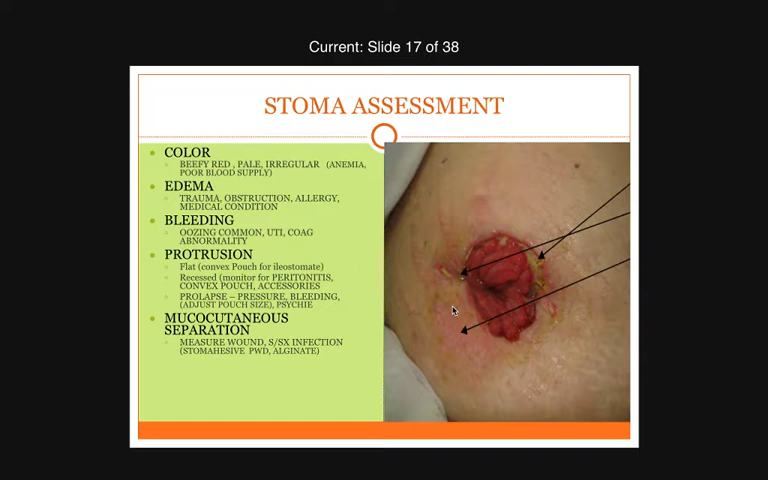 Current: Slide 17 of 38
STOMA ASSESSMENT
COLOR
BEEFY RED , PALE, IRREGULAR (ANEMIA,
POOR BLOOD SUPPLY)
EDEMA
TRAUMA, OBSTRUCTION, ALLERGY,
MEDICAL CONDITION
BLEEDING
OOZING COMMON, UTI, COAG
ABNORMALITY
PROTRUSION
Flat (convex Pouch for ileostomate)
Recessed (monitor for PERITONITIS,
CONVEX POUCH, ACCESSORIES
PROLAPSE – PRESSURE, BLEEDING,
(ADJUST POUCH SIZE), PSYCHIE
MUCOCUTANEOUS
SEPARATION
MEASURE WOUND, S/SX INFECTION
(STOMAHESIVE PWD, ALGINATE)